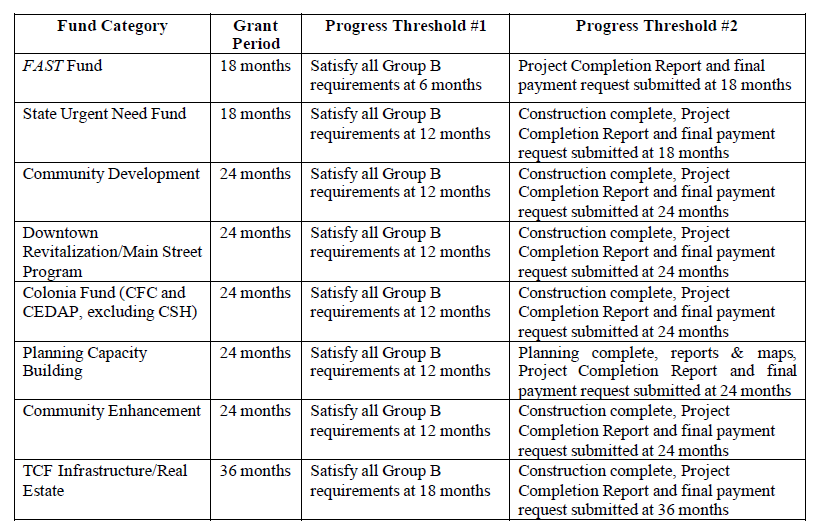 Fund Category
Grant
Period
Progress Threshold #1
Progress Threshold #2
FAST Fund
18 months
Satisfy all Group B
requirements at 6 months
Project Completion Report and final
payment request submitted at 18 months
State Urgent Need Fund
18 months
Satisfy all Group B
requirements at 12 months
Construction complete, Project
Completion Report and final payment
request submitted at 18 months
Community Development
24 months
Satisfy all Group B
requirements at 12 months
Construction complete, Project
Completion Report and final payment
request submitted at 24 months
Downtown
Revitalization/Main Street
Program
24 months
Satisfy all Group B
requirements at 12 months
Construction complete, Project
Completion Report and final payment
request submitted at 24 months
Colonia Fund (CFC and
CEDAP, excluding CSH)
24 months
Satisfy all Group B
requirements at 12 months
Construction complete, Project
Completion Report and final payment
request submitted at 24 months
Planning Capacity
Building
24 months
Satisfy all Group B
requirements at 12 months
Planning complete, reports & maps,
Project Completion Report and final
payment request submitted at 24 months
Community Enhancement
24 months
Satisfy all Group B
requirements at 12 months
Construction complete, Project
Completion Report and final payment
request submitted at 24 months
TCF Infrastructure/Real
Estate
36 months
Satisfy all Group B
requirements at 18 months
Construction complete, Project
Completion Report and final payment
request submitted at 36 months